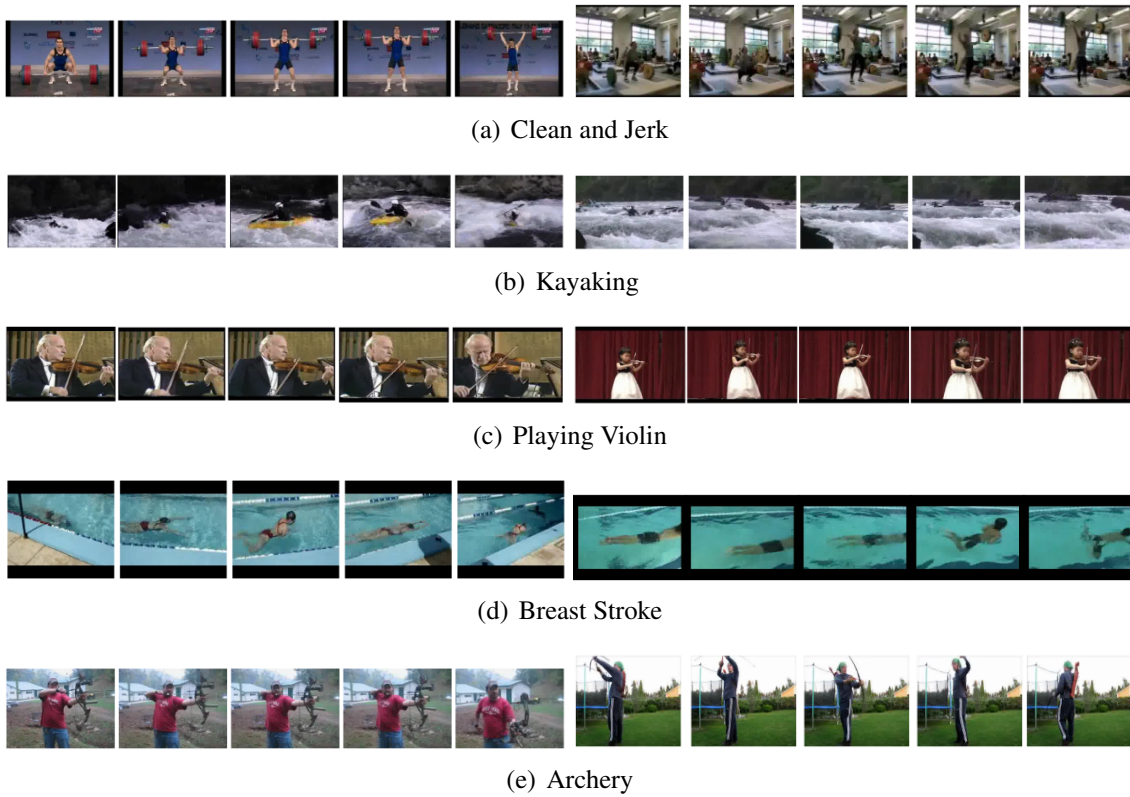 (a) Clean and Jerk
(b) Kayaking
(c) Playing Violin
(d) Breast Stroke
(e) Archery